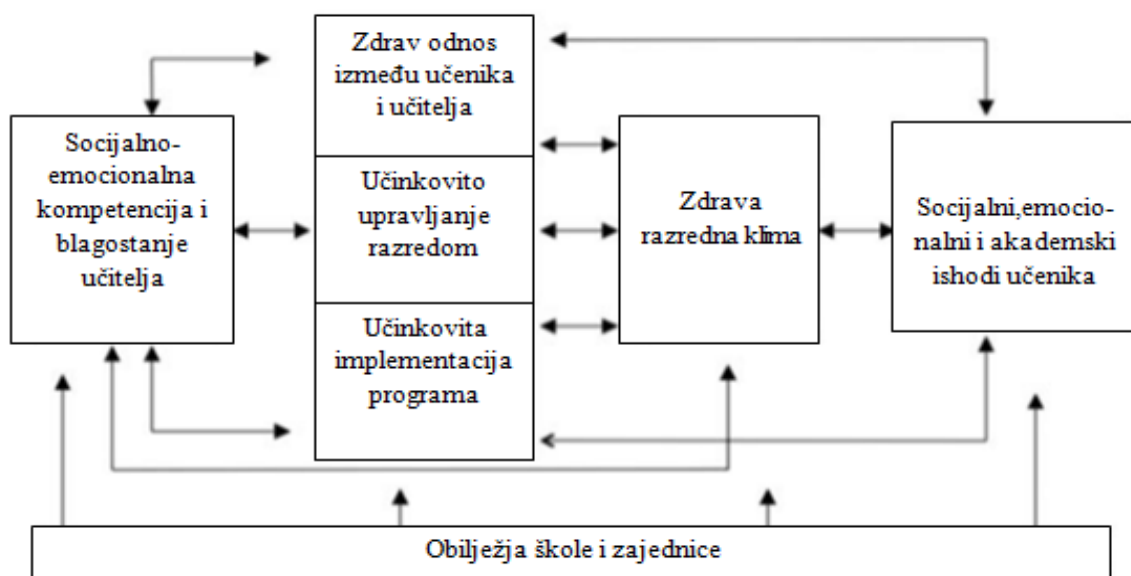 Socijalno-
emocionalna
kompetencija i
blagostanje
učitelja
Zdrav odnos
između učenika
i učitelja
Učinkovito
upravljanje
razredom
Učinkovita
implementacija
programa
Zdrava
razredna klima
Socijalni,emocio-
nalni i akademski
ishodi učenika
Obilježja škole i zajednice